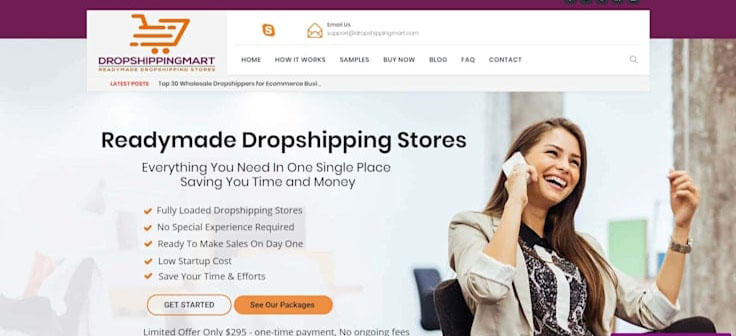 DROPSHIPPINGMART
READYMADE DROPSHIPPING STORES
Email Us
support@dropshippingmart.com
HOME HOW IT WORKS SAMPLES BUY NOW BLOG FAQ CONTACT
LATEST POSTS Top 30 Wholesale Dropshippers for Ecommerce Busi...
Readymade Dropshipping Stores
Everything You Need In One Single Place
Saving You Time and Money
Fully Loaded Dropshipping Stores
No Special Experience Required
Ready To Make Sales On Day One
Low Startup Cost
Save Your Time & Efforts
GET STARTED See Our Packages
Limited Offer Only $295 - one-time payment, No ongoing fees